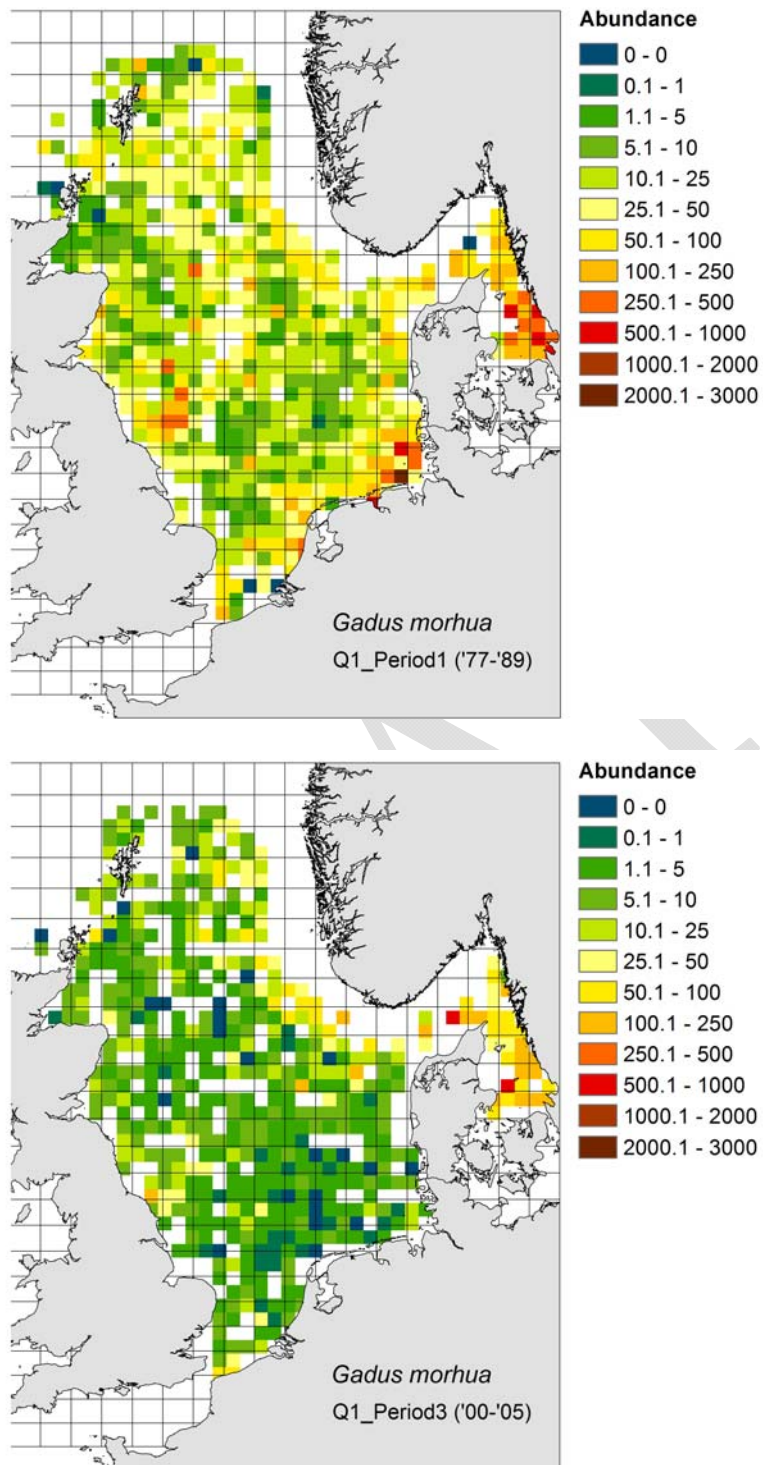 Abundance
0 - 0
0.1 - 1
1.1 - 5
5.1 - 10
10.1 - 25
25.1 - 50
50.1 - 100
100.1 - 250
250.1 - 500
500.1 - 1000
1000.1 - 2000
2000.1 - 3000
Gadus morhua
Q1_Period1 ('77-'89)
Abundance
0 - 0
0.1 - 1
1.1 - 5
5.1 - 10
10.1 - 25
25.1 - 50
50.1 - 100
100.1 - 250
250.1 - 500
500.1 - 1000
1000.1 - 2000
2000.1 - 3000
Gadus morhua
Q1_Period3 ('00-'05)